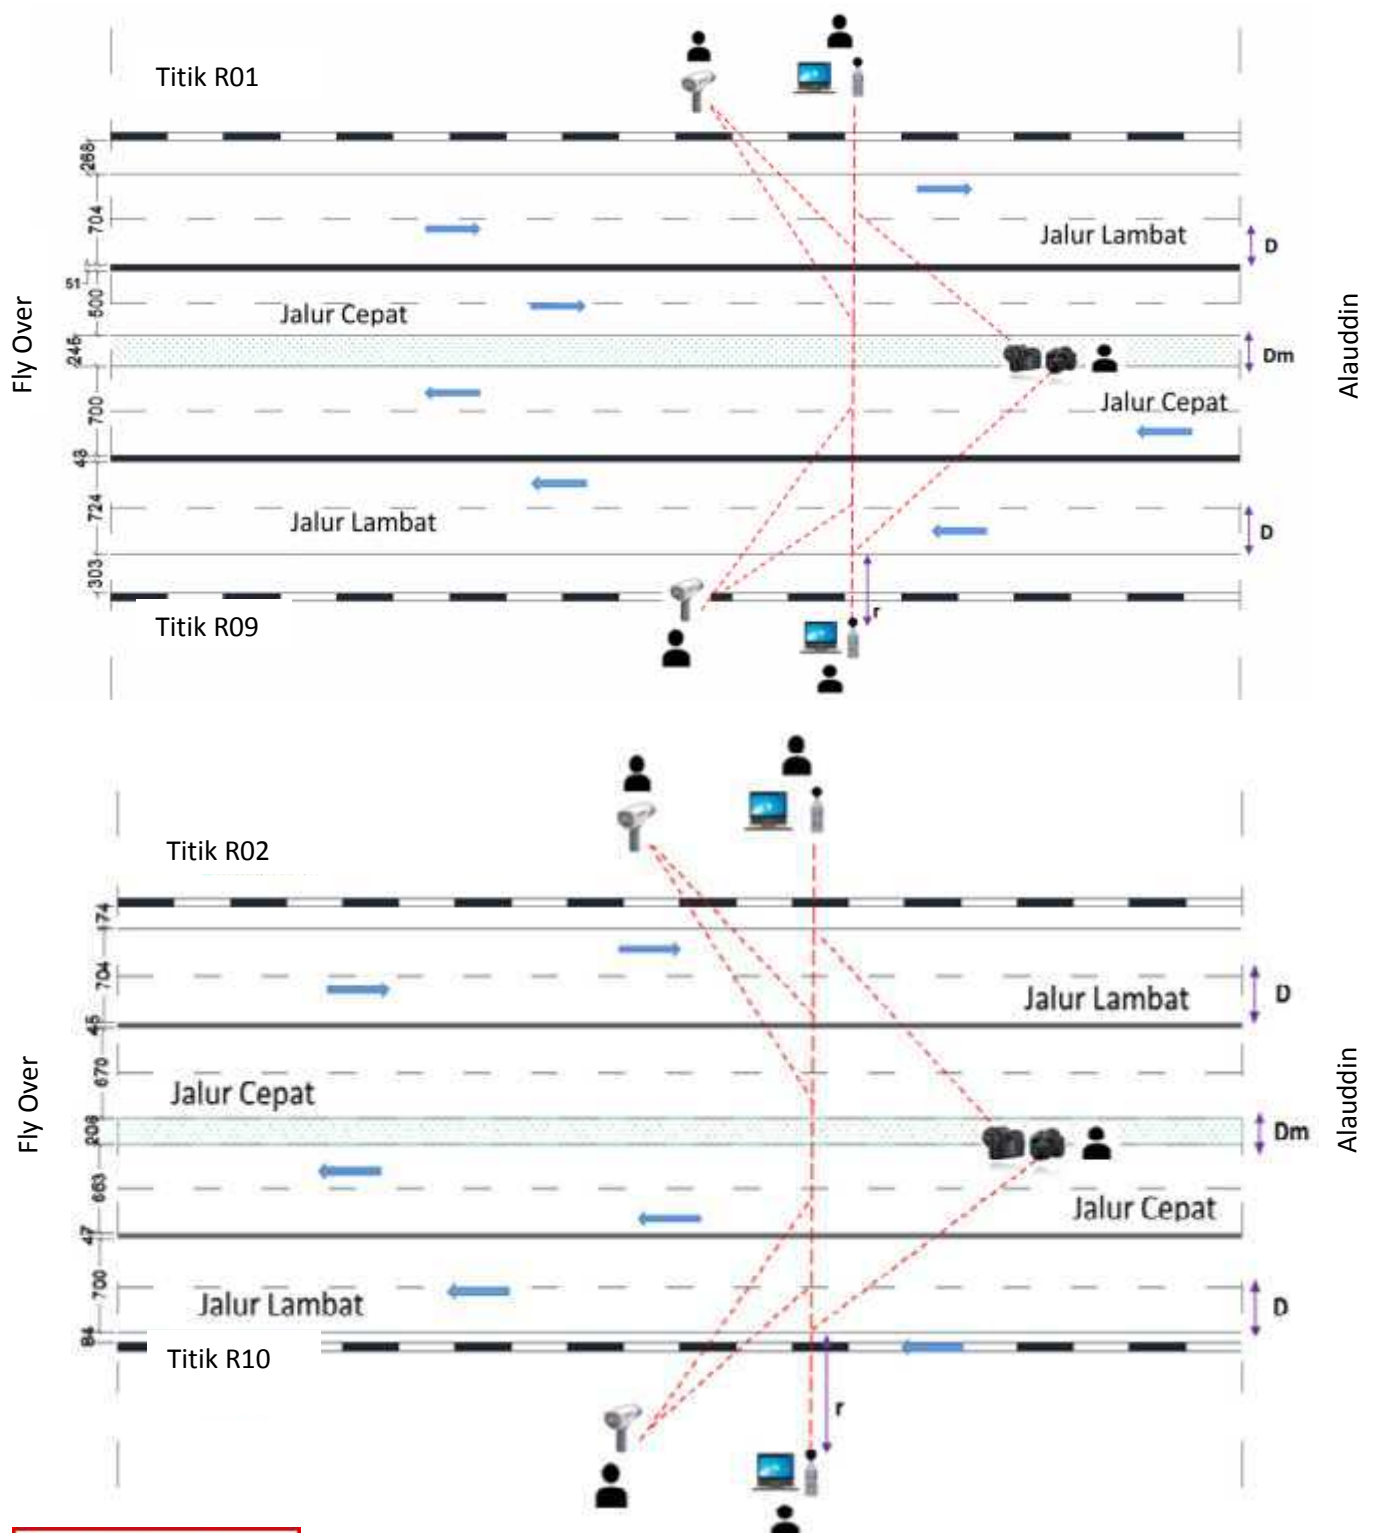 Titik R01
268
704
Jalur Lambat
D
51
500
Jalur Cepat
246
Dm
Fly Over
Alauddin
700
Jalur Cepat
48
724
Jalur Lambat
D
303
r
Titik R09
Titik R02
174
704
Jalur Lambat
D
45
670
Jalur Cepat
208
Dm
Fly Over
Alauddin
663
Jalur Cepat
47
700
Jalur Lambat
D
84
Titik R10
r